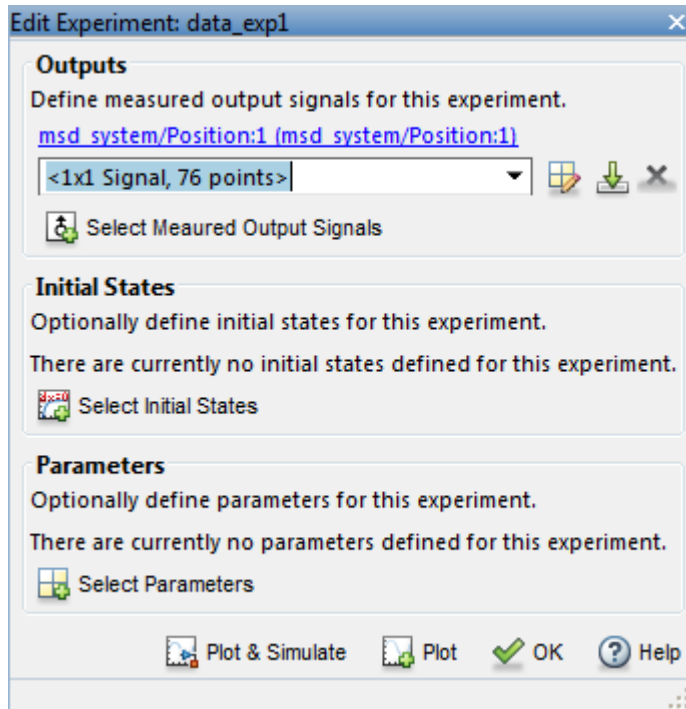 Edit Experiment: data_exp1
Outputs
Define measured output signals for this experiment.
msd_system/Position:1 (msd_system/Position:1)
<1x1 Signal, 76 points>
Select Meaured Output Signals
Initial States
Optionally define initial states for this experiment.
There are currently no initial states defined for this experiment.
Select Initial States
Parameters
Optionally define parameters for this experiment.
There are currently no parameters defined for this experiment.
Select Parameters
Plot & Simulate Plot OK Help